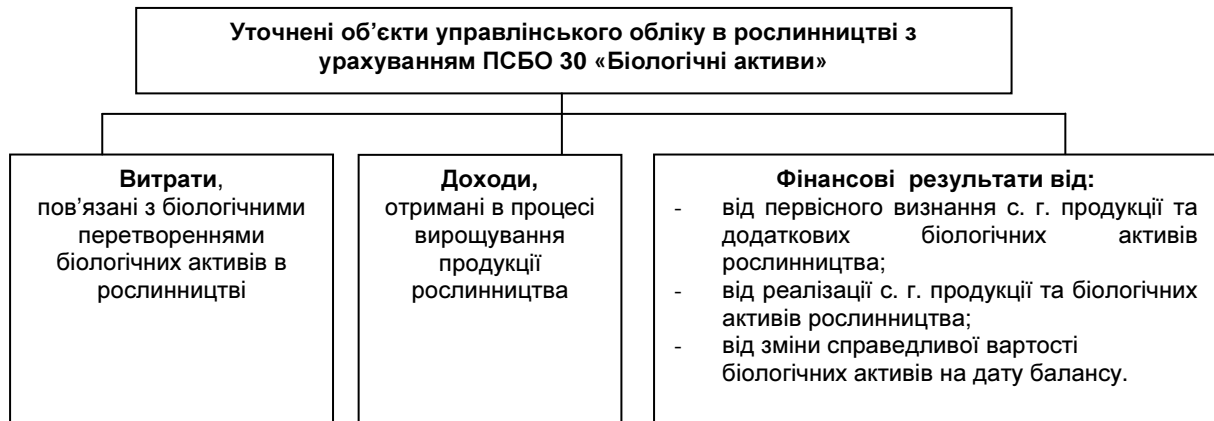 Уточнені об’єкти управлінського обліку в рослинництві з
урахуванням ПСБО 30 «Біологічні активи»
Витрати,
пов’язані з біологічними
перетвореннями
біологічних активів в
рослинництві
Доходи,
отримані в процесі
вирощування
продукції
рослинництва
Фінансові результати від:
- від первісного визнання с. г. продукції та
додаткових біологічних активів
рослинництва;
- від реалізації с. г. продукції та біологічних
активів рослинництва;
- від зміни справедливої вартості
біологічних активів на дату балансу.